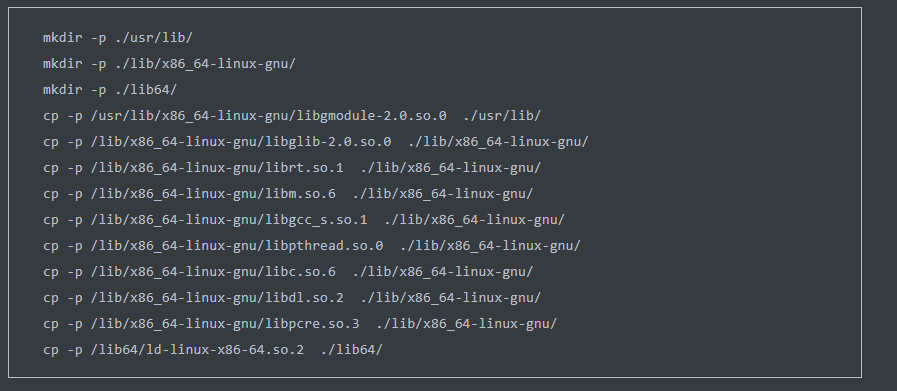 mkdir -p ./usr/lib/
mkdir -p ./lib/x86_64-linux-gnu/
mkdir -p ./lib64/
cp -p /usr/lib/x86_64-linux-gnu/libgmodule-2.0.so.0  ./usr/lib/
cp -p /lib/x86_64-linux-gnu/libglib-2.0.so.0  ./lib/x86_64-linux-gnu/
cp -p /lib/x86_64-linux-gnu/librt.so.1  ./lib/x86_64-linux-gnu/
cp -p /lib/x86_64-linux-gnu/libm.so.6  ./lib/x86_64-linux-gnu/
cp -p /lib/x86_64-linux-gnu/libgcc_s.so.1  ./lib/x86_64-linux-gnu/
cp -p /lib/x86_64-linux-gnu/libpthread.so.0  ./lib/x86_64-linux-gnu/
cp -p /lib/x86_64-linux-gnu/libc.so.6  ./lib/x86_64-linux-gnu/
cp -p /lib/x86_64-linux-gnu/libdl.so.2  ./lib/x86_64-linux-gnu/
cp -p /lib/x86_64-linux-gnu/libpcre.so.3  ./lib/x86_64-linux-gnu/
cp -p /lib64/ld-linux-x86-64.so.2  ./lib64/